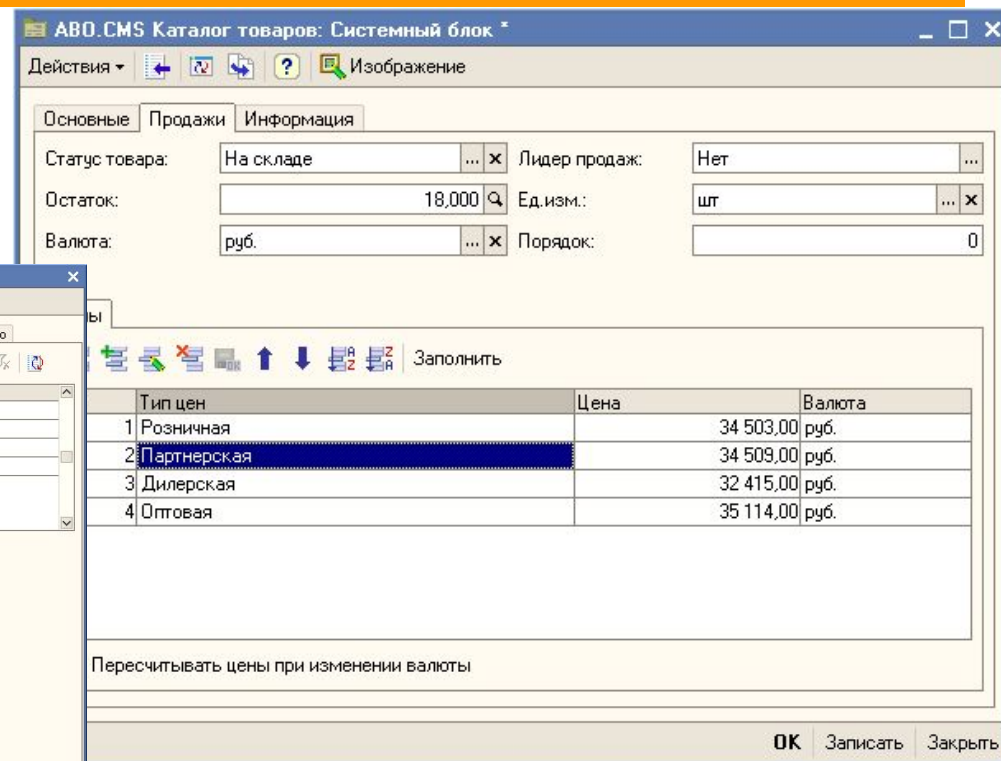 ABO.CMS Каталог товаров: Системный блок *
Действия Изображение
Основные Продажи Информация
Статус товара: На складе ... x Лидер продаж: Нет ...
Остаток: 18,000 Ед.изм.: шт ... x
Валюта: руб. ... x Порядок: 0
Заполнить
Тип цен Цена Валюта
1 Розничная 34 503,00 руб.
2 Партнерская 34 509,00 руб.
3 Дилерская 32 415,00 руб.
4 Оптовая 35 114,00 руб.
Пересчитывать цены при изменении валюты
OK Записать Закрыть